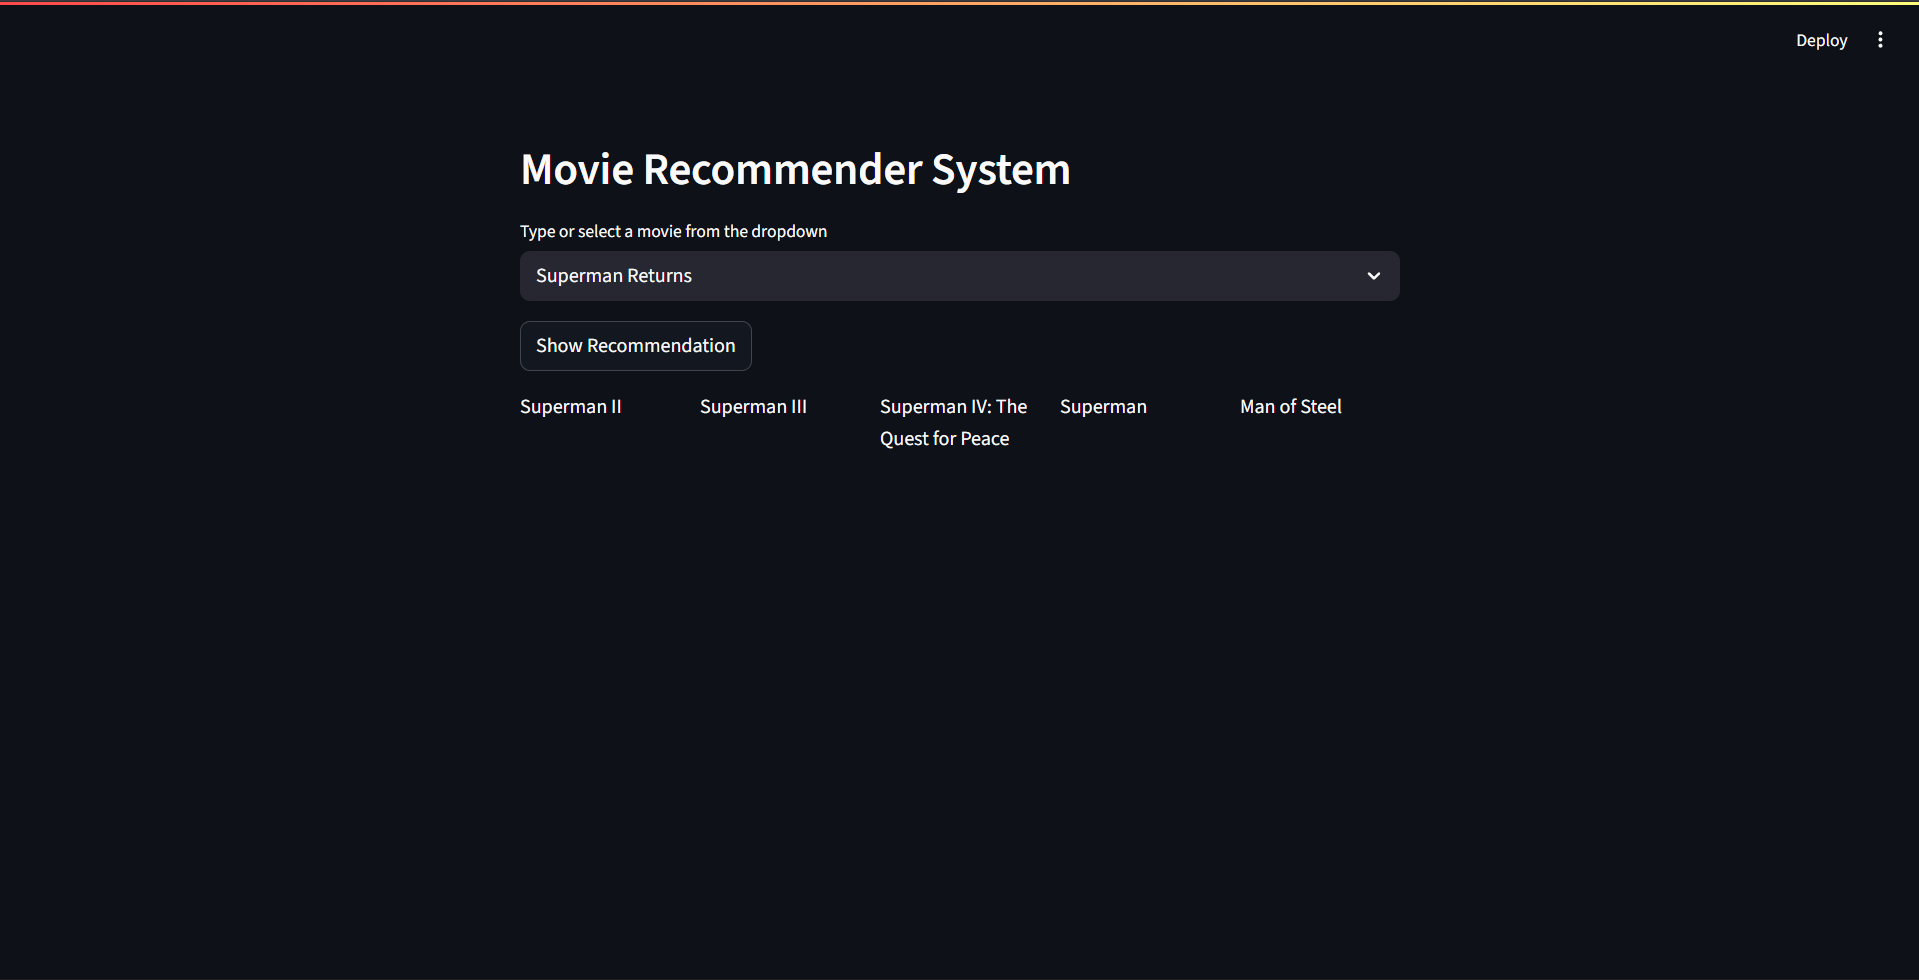 Deploy
Movie Recommender System
Type or select a movie from the dropdown
Superman Returns
Show Recommendation
Superman II
Superman III
Superman IV: The
Quest for Peace
Superman
Man of Steel